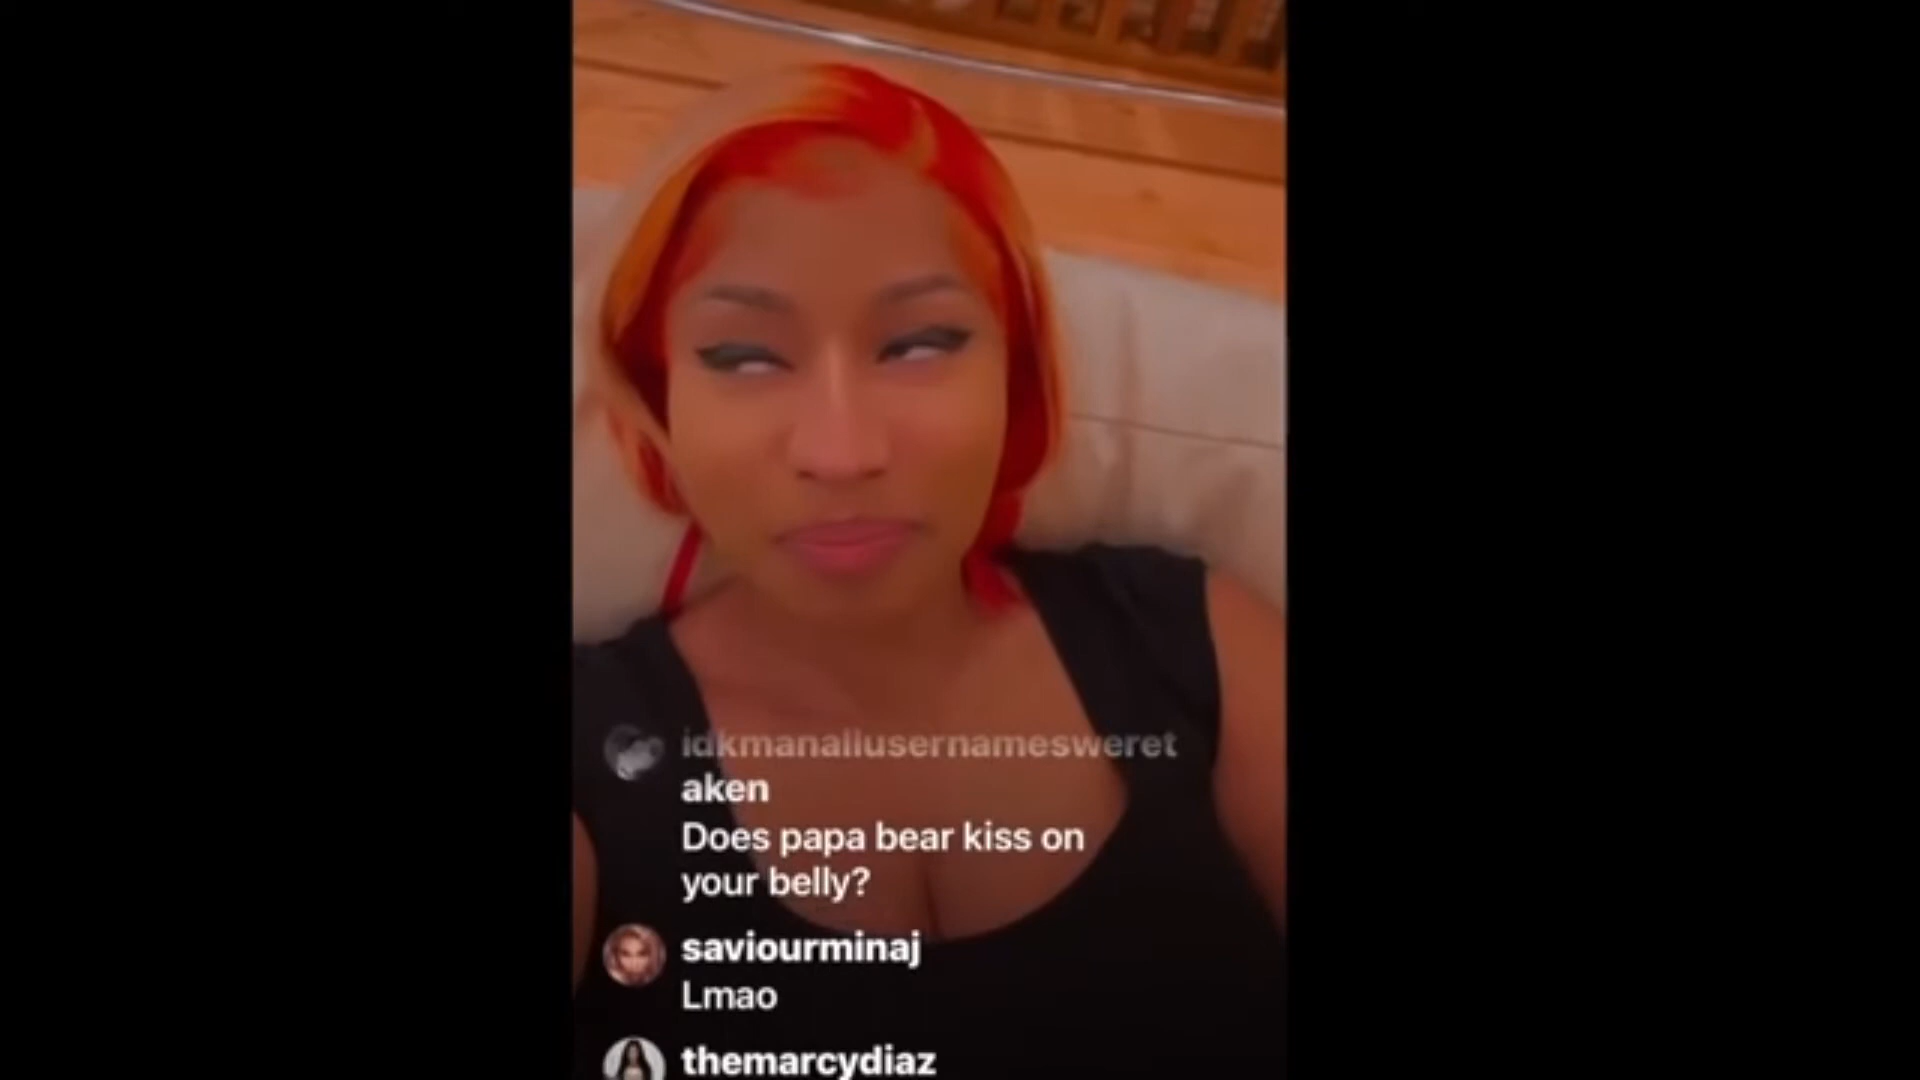 idkmanallusernamesweret
aken
Does papa bear kiss on
your belly?
saviourminaj
Lmao
themarcydiaz